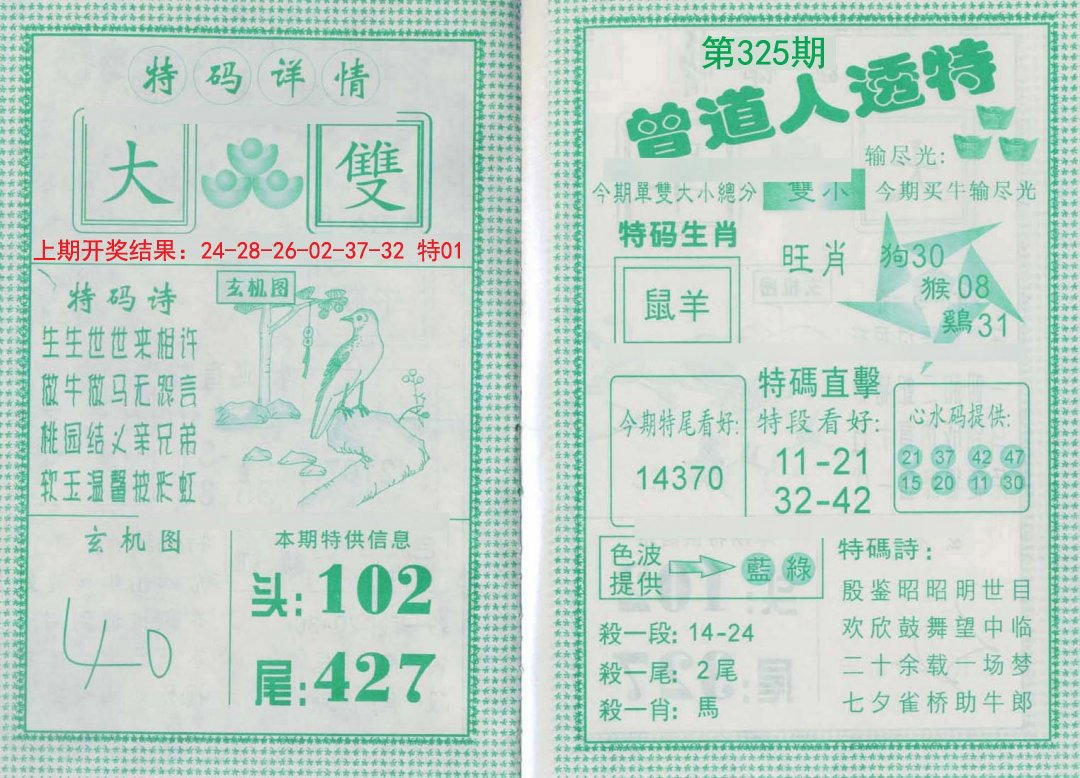 特码详情
大 雙
上期开奖结果：24-28-26-02-37-32 特01
特码诗
生生世世来相许
做牛做马无怨言
桃园结义亲兄弟
软玉温馨披彩虹
玄机图
玄机图
40
本期特供信息
头:102
尾:427
第325期
曾道人透特
输尽光:
今期買牛输尽光
今期單雙大小總分 雙小
特码生肖
鼠羊
旺肖
狗30
猴08
鷄31
今期特尾看好:
14370
特碼直擊
特段看好:
11-21
32-42
心水码提供:
21 37 42 47
15 20 11 30
色波
提供
藍 綠
殺一段: 14-24
殺一尾: 2尾
殺一肖: 馬
特碼詩：
殷鉴昭昭明世目
欢欣鼓舞望中临
二十余载一场梦
七夕雀桥助牛郎